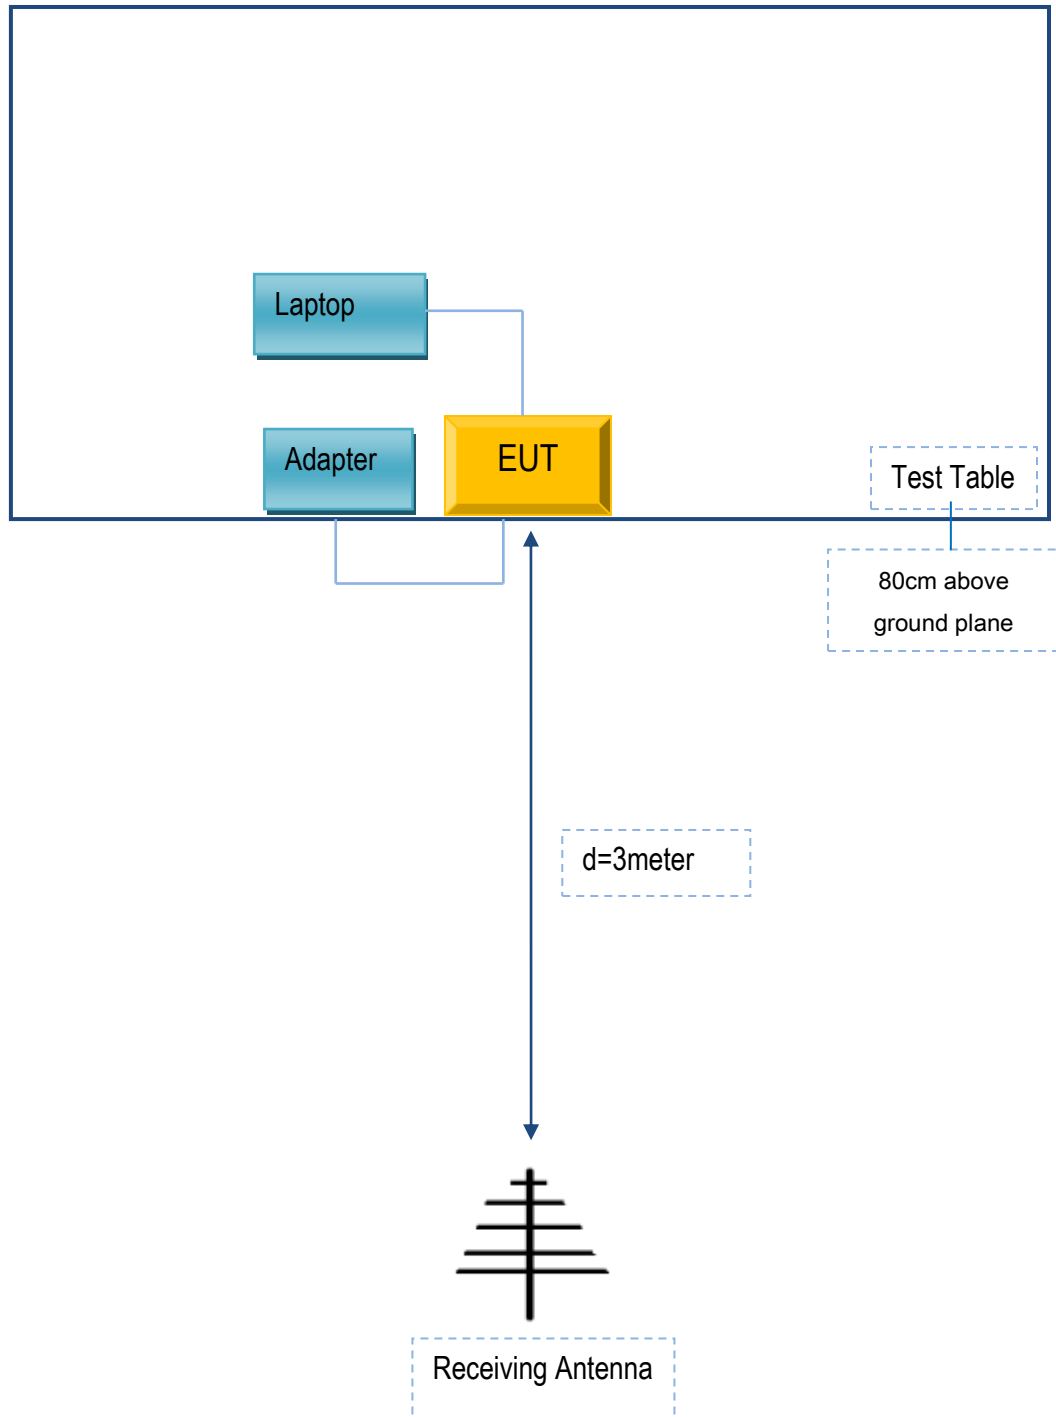 Laptop
Adapter
EUT
Test Table
80cm above
ground plane
d=3meter
Receiving Antenna